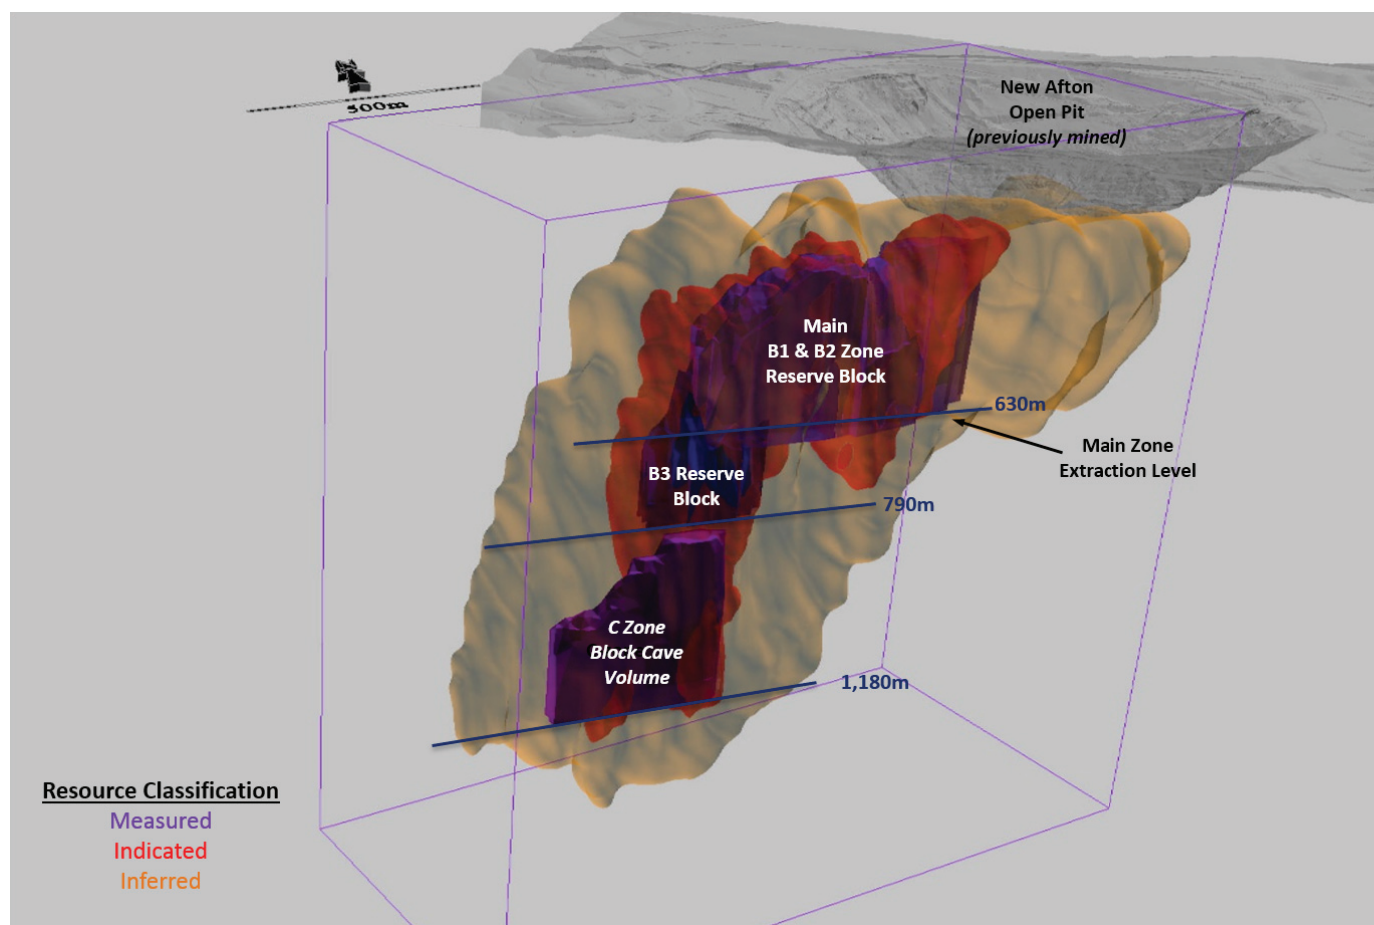 500m
New Afton
Open Pit
(previously mined)
Main
B1 & B2 Zone
Reserve Block
630m
Main Zone
Extraction Level
B3 Reserve
Block
790m
C Zone
Block Cave
Volume
1,180m
Resource Classification
Measured
Indicated
Inferred